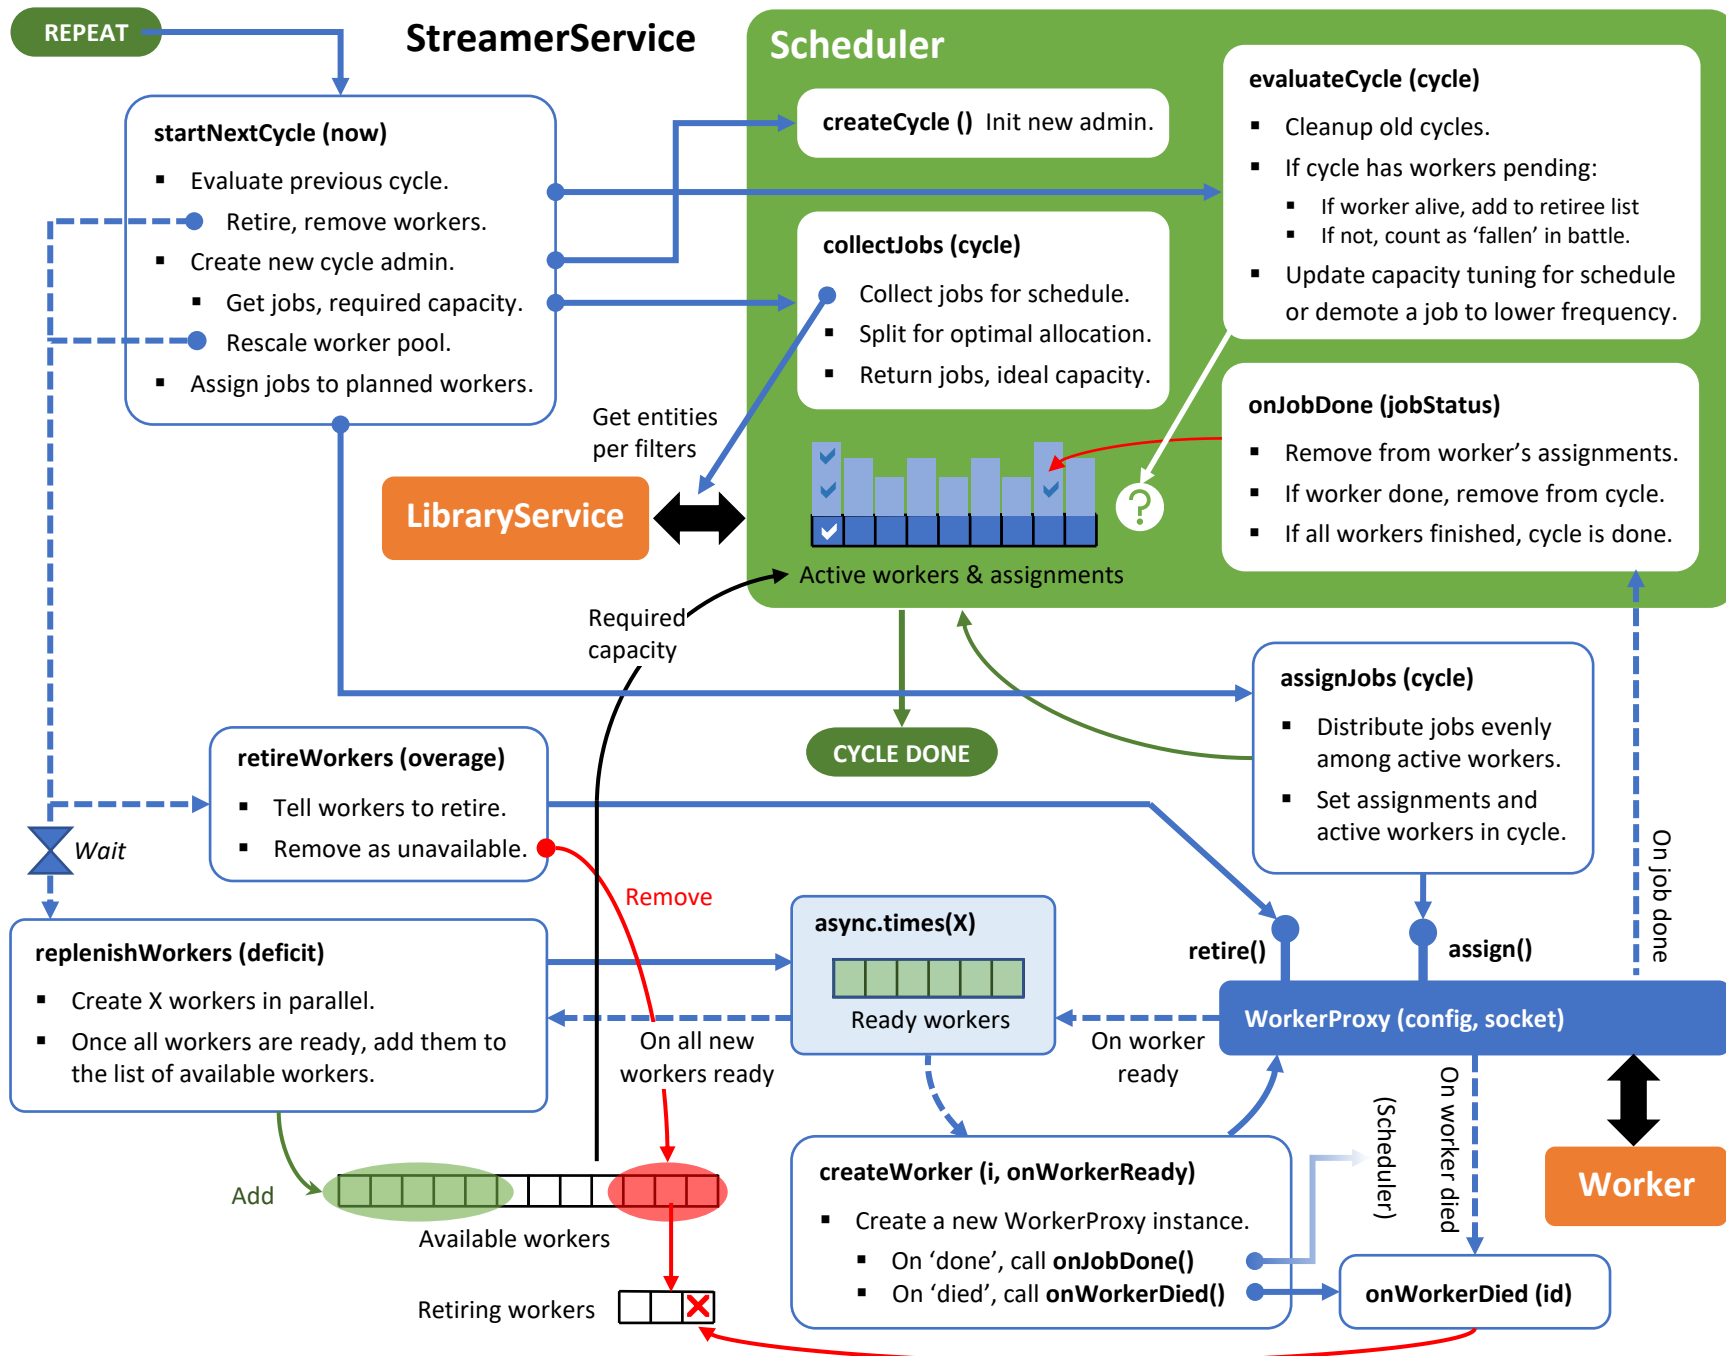 REPEAT
StreamerService
startNextCycle (now)
▪ Evaluate previous cycle.
Retire, remove workers.
▪ Create new cycle admin.
▪ Get jobs, required capacity.
Rescale worker pool.
▪ Assign jobs to planned workers.
Scheduler
createCycle () Init new admin.
collectJobs (cycle)
Collect jobs for schedule.
▪ Split for optimal allocation.
▪ Return jobs, ideal capacity.
evaluateCycle (cycle)
▪ Cleanup old cycles.
▪ If cycle has workers pending:
▪ If worker alive, add to retiree list
▪ If not, count as ‘fallen’ in battle.
▪ Update capacity tuning for schedule
or demote a job to lower frequency.
onJobDone (jobStatus)
▪ Remove from worker’s assignments.
▪ If worker done, remove from cycle.
▪ If all workers finished, cycle is done.
?
Active workers & assignments
Get entities
per filters
LibraryService
Required
capacity
CYCLE DONE
assignJobs (cycle)
▪ Distribute jobs evenly
among active workers.
▪ Set assignments and
active workers in cycle.
On job done
retireWorkers (overage)
▪ Tell workers to retire.
▪ Remove as unavailable.
Wait
Remove
replenishWorkers (deficit)
▪ Create X workers in parallel.
▪ Once all workers are ready, add them to
the list of available workers.
async.times(X)
Ready workers
On all new
workers ready
retire()
assign()
WorkerProxy (config, socket)
On worker
ready
On worker died
(Scheduler)
Worker
createWorker (i, onWorkerReady)
▪ Create a new WorkerProxy instance.
▪ On ‘done’, call onJobDone()
▪ On ‘died’, call onWorkerDied()
onWorkerDied (id)
Add
Available workers
Retiring workers